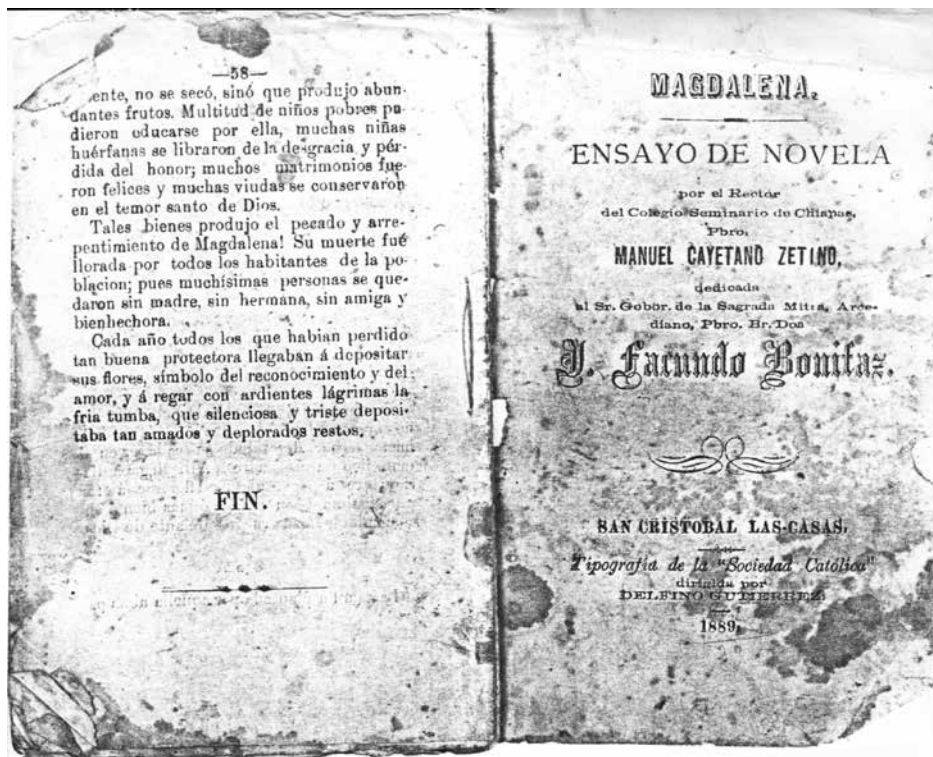 —58—
ente, no se secó, sinó que produjo abun-
dantes frutos. Multitud de niños pobres pu-
dieron educarse por ella, muchas niñas
huérfanas se libraron de la desgracia y pér-
dida del honor; muchos matrimonios fue-
ron felices y muchas viudas se conservaron
en el temor santo de Dios.
Tales bienes produjo el pecado y arre-
pentimiento de Magdalena! Su muerte fué
llorada por todos los habitantes de la po-
blacion; pues muchísimas personas se que-
daron sin madre, sin hermana, sin amiga y
bienhechora.
Cada año todos los que habian perdido
tan buena protectora llegaban á depositar
sus flores, símbolo del reconocimiento y del
amor, y á regar con ardientes lágrimas la
fria tumba, que silenciosa y triste deposi-
taba tan amados y deplorados restos.
FIN.
MAGDALENA.
ENSAYO DE NOVELA
por el Rector
del Colegio Seminario de Chiapas,
Pbro.
MANUEL CAYETANO ZETINO,
dedicada
al Sr. Gobor. de la Sagrada Mitra, Arce-
diano, Pbro. Br. Don
J. Facundo Bonifaz.
SAN CRISTOBAL LAS-CASAS.
Tipografía de la "Sociedad Católica"
dirigida por
DELFINO GUTIERREZ.
1889.